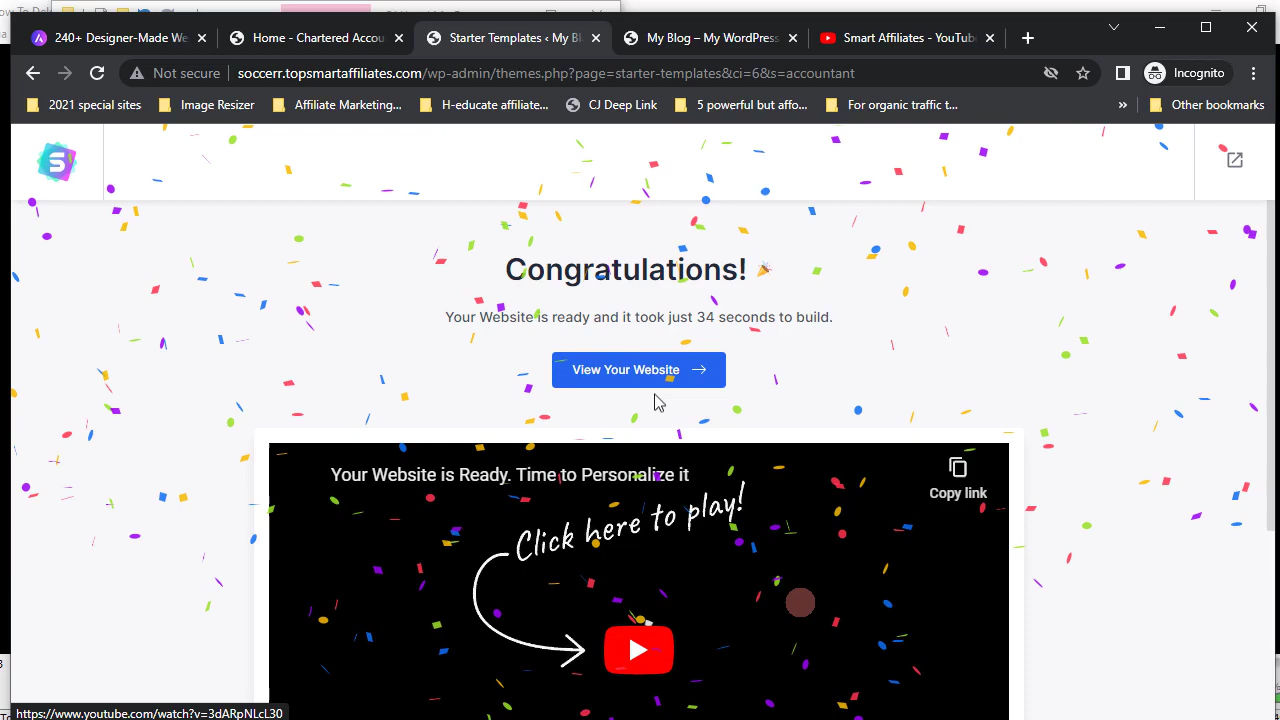 240+ Designer-Made We
Home - Chartered Accou
Starter Templates ‹ My Bl
My Blog – My WordPress
Smart Affiliates - YouTub
Not secure
soccerr.topsmartaffiliates.com/wp-admin/themes.php?page=starter-templates&ci=6&s=accountant
Incognito
2021 special sites
Image Resizer
Affiliate Marketing...
H-educate affiliate...
CJ Deep Link
5 powerful but affo...
For organic traffic t...
»
Other bookmarks
S
Congratulations! 🎉
Your Website is ready and it took just 34 seconds to build.
View Your Website →
Your Website is Ready. Time to Personalize it
Copy link
Click here to play!
https://www.youtube.com/watch?v=3dARpNLcL30